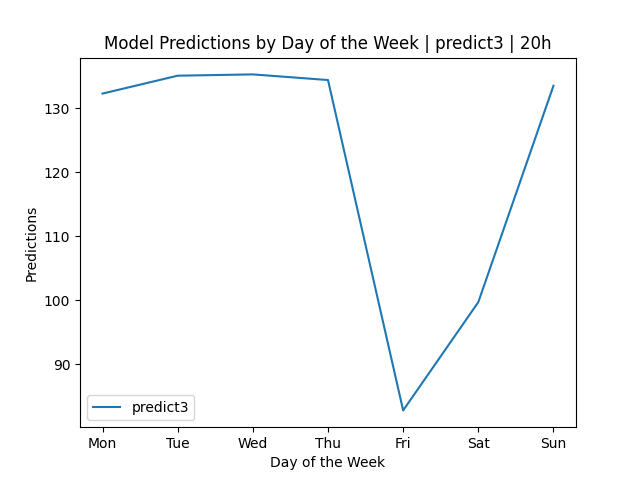 Model Predictions by Day of the Week | predict3 | 20h
130
120
110
100
90
Predictions
predict3
Mon Tue Wed Thu Fri Sat Sun
Day of the Week